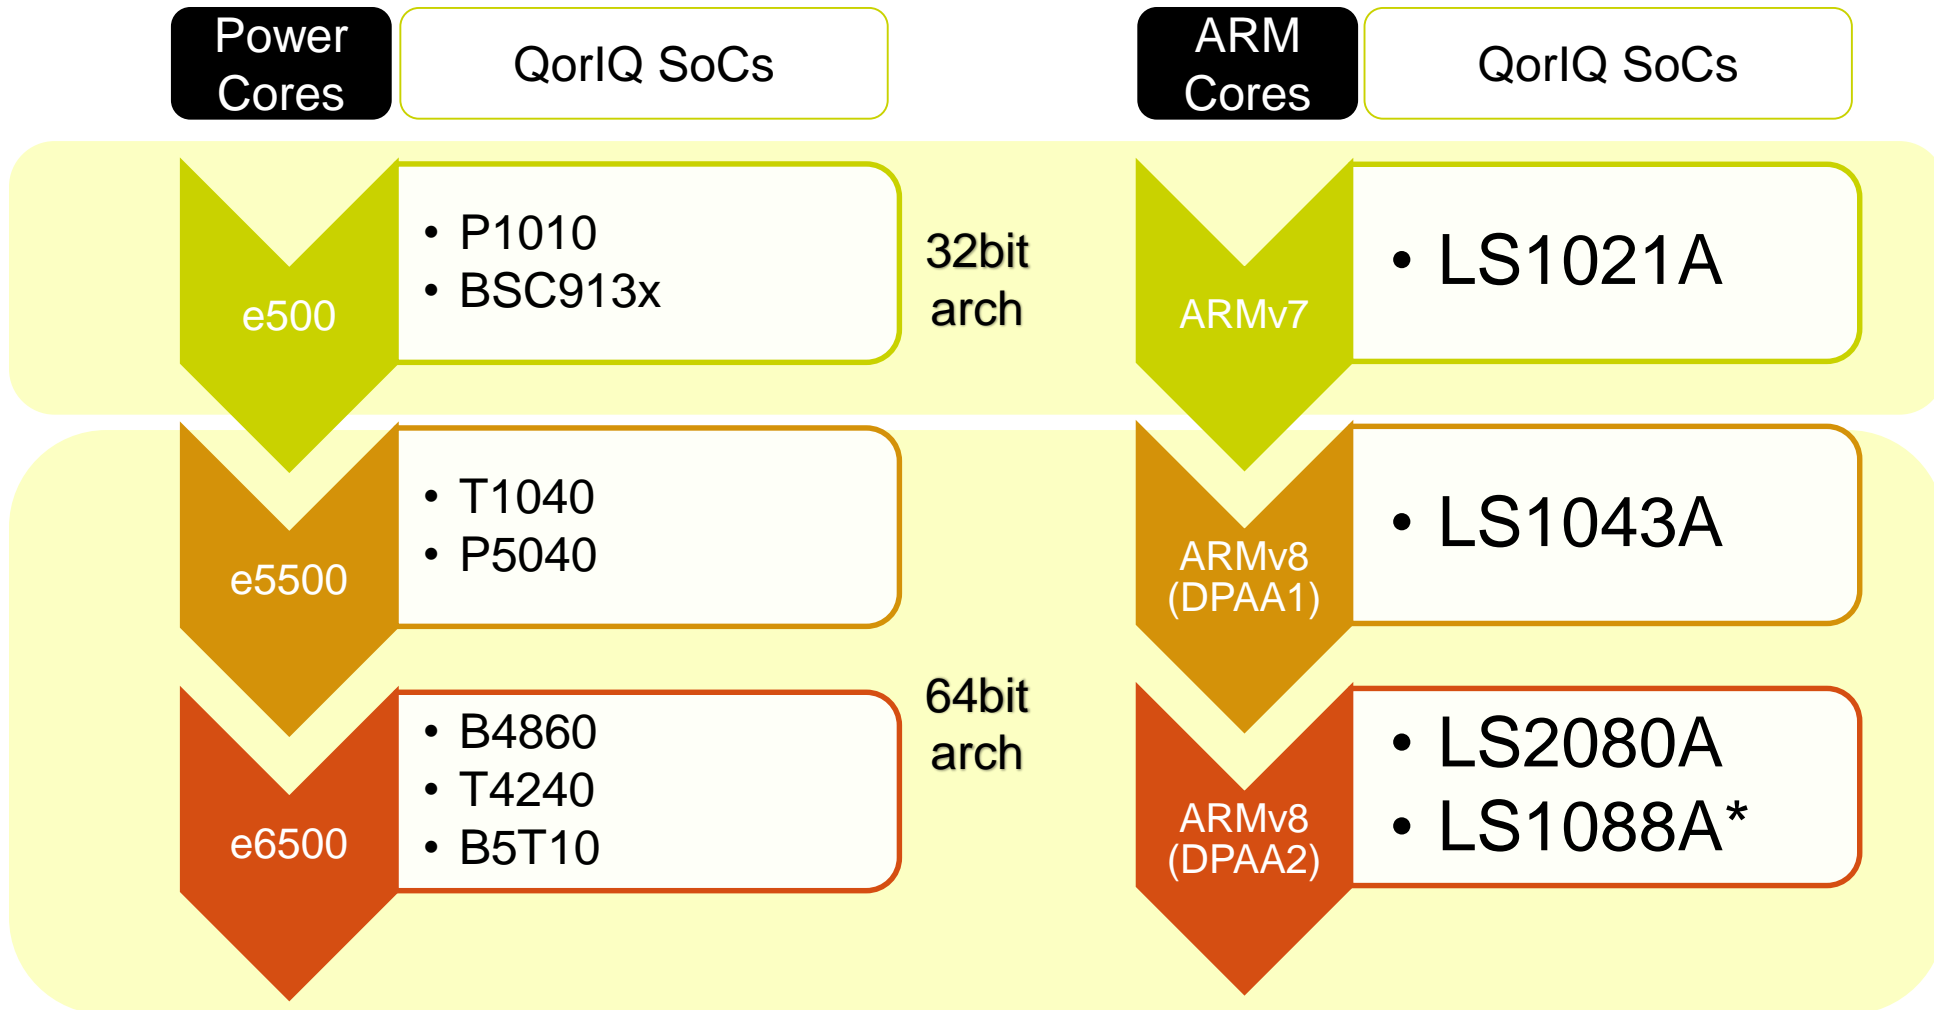 Power
Cores
QorIQ SoCs
ARM
Cores
QorIQ SoCs
e500
• P1010
• BSC913x
32bit
arch
ARMv7
• LS1021A
e5500
• T1040
• P5040
ARMv8
(DPAA1)
• LS1043A
64bit
arch
e6500
• B4860
• T4240
• B5T10
ARMv8
(DPAA2)
• LS2080A
• LS1088A*